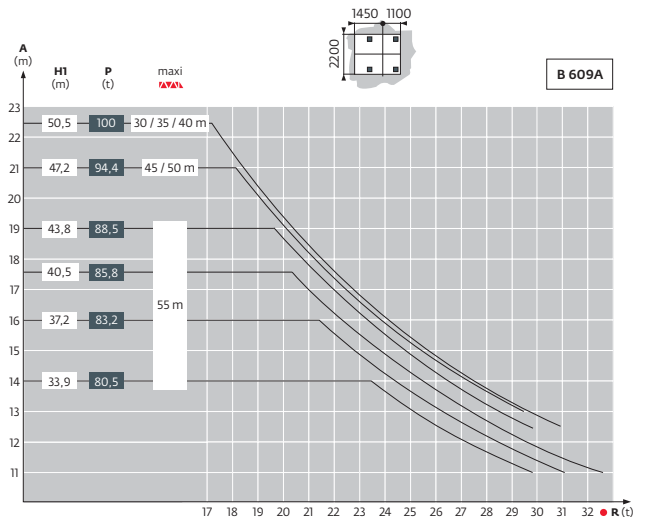 1450 1100
2200
B 609A
A
(m)
H1
(m)
P
(t)
maxi
23
50,5 100 30 / 35 / 40 m
22
21 47,2 94,4 45 / 50 m
20
19 43,8 88,5
18
40,5 85,8
17
55 m
16 37,2 83,2
15
14 33,9 80,5
13
12
11
17 18 19 20 21 22 23 24 25 26 27 28 29 30 31 32 R (t)